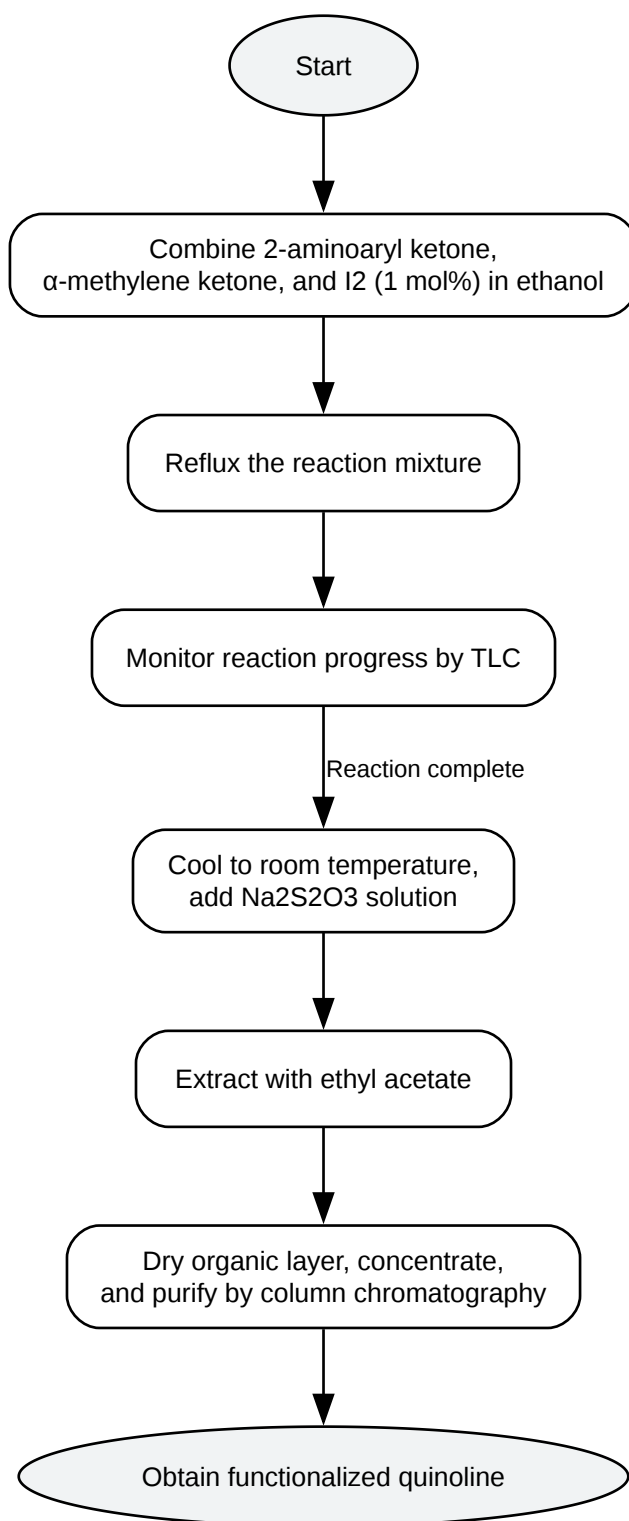 Start
Combine 2-aminoaryl ketone,
α-methylene ketone, and I2 (1 mol%) in ethanol
Reflux the reaction mixture
Monitor reaction progress by TLC
Reaction complete
Cool to room temperature,
add Na2S2O3 solution
Extract with ethyl acetate
Dry organic layer, concentrate,
and purify by column chromatography
Obtain functionalized quinoline